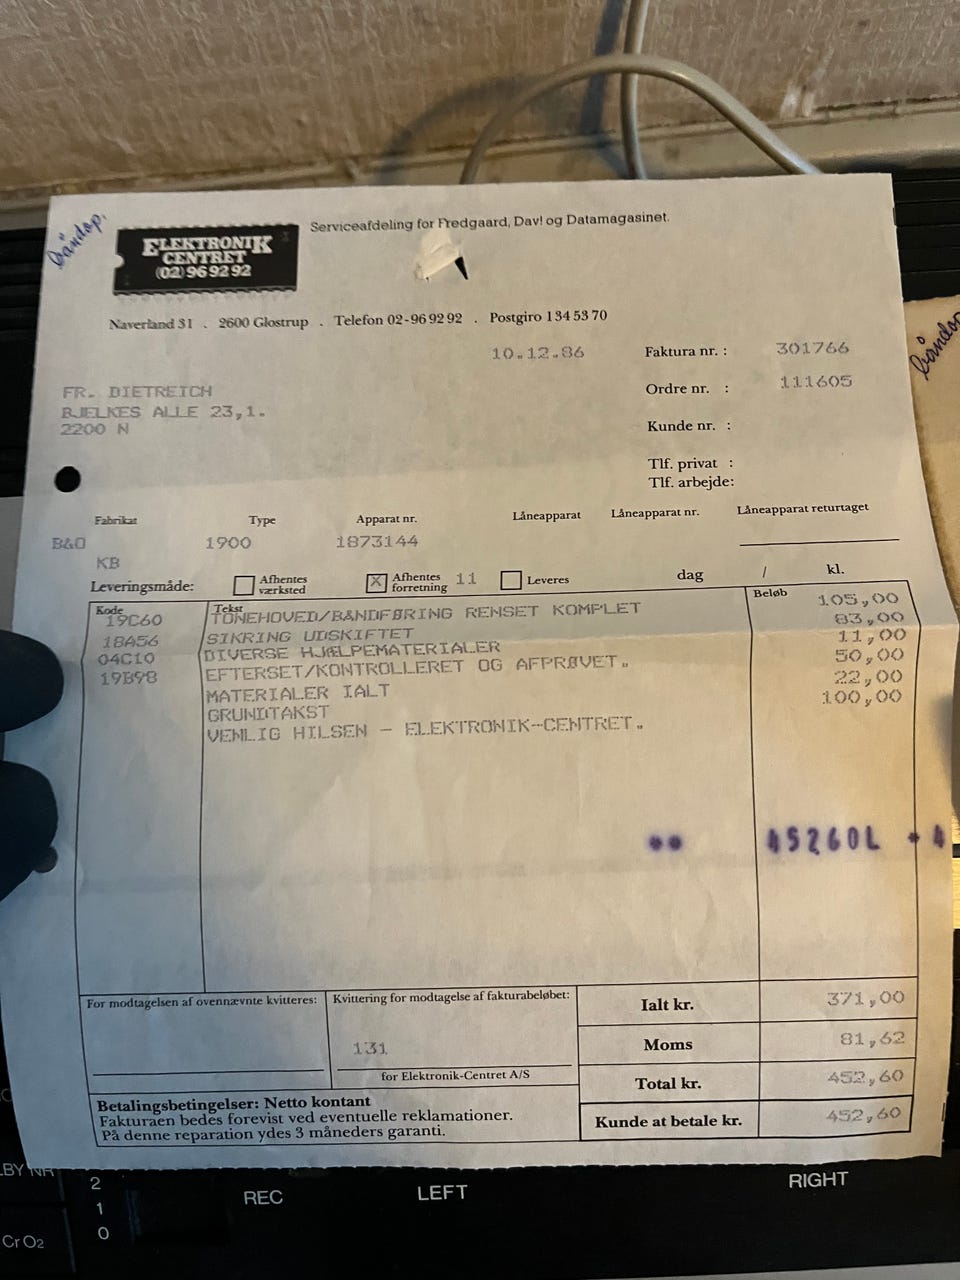 båndop.
ELEKTRONIK
CENTRET
(02) 96 92 92
Serviceafdeling for Fredgaard, Dav! og Datamagasinet.
Naverland 31 . 2600 Glostrup . Telefon 02-96 92 92 . Postgiro 1 34 53 70
10.12.86
Faktura nr. : 301766
FR. DIETREICH
Ordre nr. : 111605
BJELKES ALLE 23,1.
2200 N
Kunde nr. :
Tlf. privat :
Tlf. arbejde:
Fabrikat Type Apparat nr. Låneapparat Låneapparat nr. Låneapparat returtaget
B&O 1900 1873144
KB
Leveringsmåde: Afhentes værksted X Afhentes forretning 11 Leveres dag / kl.
Kode Tekst Beløb
19C60 TONEHOVED/BÅNDFØRING RENSET KOMPLET 105,00
18A56 SIKRING UDSKIFTET 83,00
04C10 DIVERSE HJÆLPEMATERIALER 11,00
19B98 EFTERSET/KONTROLLERET OG AFPRØVET. 50,00
MATERIALER IALT 22,00
GRUNDTAKST 100,00
VENLIG HILSEN - ELEKTRONIK-CENTRET.
** 45260L * 4
For modtagelsen af ovennævnte kvitteres:
Kvittering for modtagelse af fakturabeløbet:
131
for Elektronik-Centret A/S
Ialt kr. 371,00
Moms 81,62
Total kr. 452,60
Kunde at betale kr. 452,60
Betalingsbetingelser: Netto kontant
Fakturaen bedes forevist ved eventuelle reklamationer.
På denne reparation ydes 3 måneders garanti.
båndop
LBY NR
2
1
0
REC
LEFT
RIGHT
CrO2